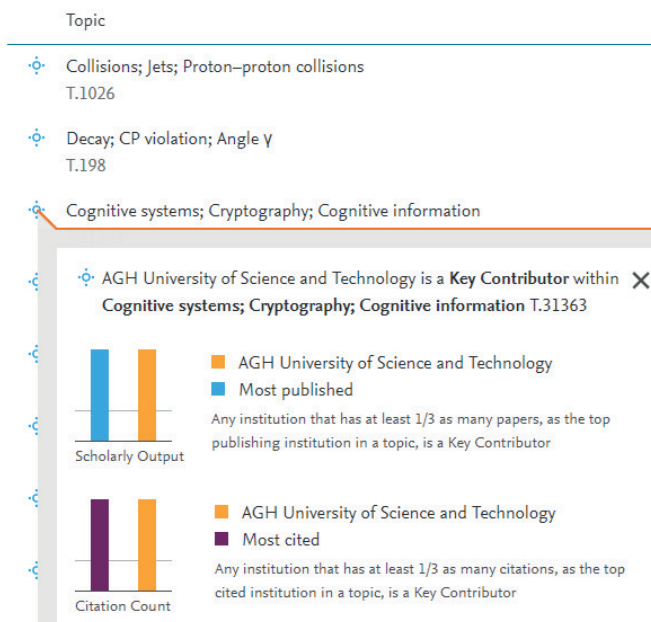 Topic
Collisions; Jets; Proton–proton collisions
T.1026
Decay; CP violation; Angle γ
T.198
Cognitive systems; Cryptography; Cognitive information
AGH University of Science and Technology is a Key Contributor within
Cognitive systems; Cryptography; Cognitive information T.31363
AGH University of Science and Technology
Most published
Any institution that has at least 1/3 as many papers, as the top
publishing institution in a topic, is a Key Contributor
Scholarly Output
AGH University of Science and Technology
Most cited
Any institution that has at least 1/3 as many citations, as the top
cited institution in a topic, is a Key Contributor
Citation Count